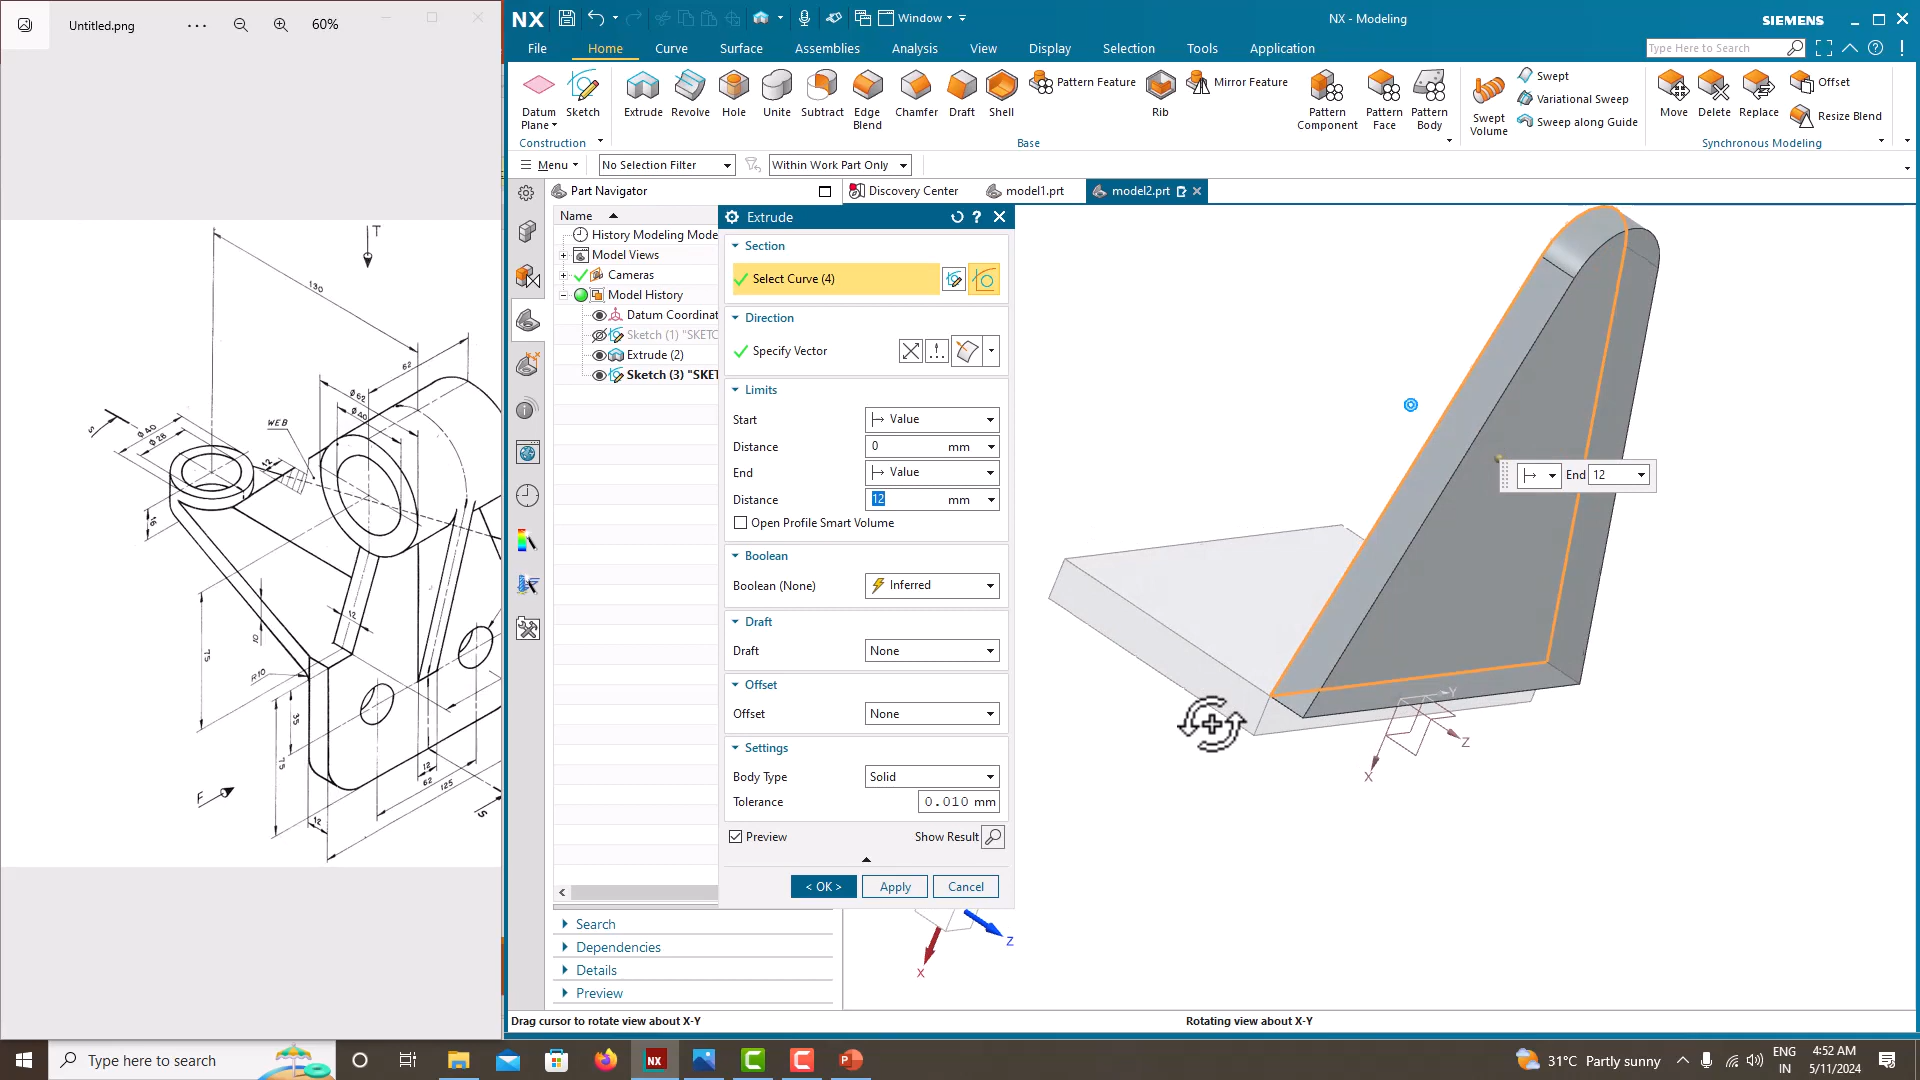 Untitled.png
60%
130
62
Ø62
Ø40
WEB
Ø40
Ø28
12
S
T
16
75
10
12
R10
35
75
12
62
125
12
F
S
NX
Window
NX - Modeling
SIEMENS
File
Home
Curve
Surface
Assemblies
Analysis
View
Display
Selection
Tools
Application
Type Here to Search
Datum Plane
Sketch
Extrude
Revolve
Hole
Unite
Subtract
Edge Blend
Chamfer
Draft
Shell
Pattern Feature
Rib
Mirror Feature
Pattern Component
Pattern Face
Pattern Body
Swept Volume
Swept
Variational Sweep
Sweep along Guide
Move
Delete
Replace
Offset
Resize Blend
Construction
Base
Synchronous Modeling
Menu
No Selection Filter
Within Work Part Only
Part Navigator
Discovery Center
model1.prt
model2.prt
Name
History Modeling Mode
Model Views
Cameras
Model History
Datum Coordinat
Sketch (1) "SKETC
Extrude (2)
Sketch (3) "SKET
Extrude
Section
Select Curve (4)
Direction
Specify Vector
Limits
Start
Value
Distance
0 mm
End
Value
Distance
12 mm
Open Profile Smart Volume
Boolean
Boolean (None)
Inferred
Draft
Draft
None
Offset
Offset
None
Settings
Body Type
Solid
Tolerance
0.010 mm
Preview
Show Result
< OK >
Apply
Cancel
End 12
Y
Z
X
Z
X
Search
Dependencies
Details
Preview
Drag cursor to rotate view about X-Y
Rotating view about X-Y
Type here to search
NX
31°C Partly sunny
ENG
IN
4:52 AM
5/11/2024